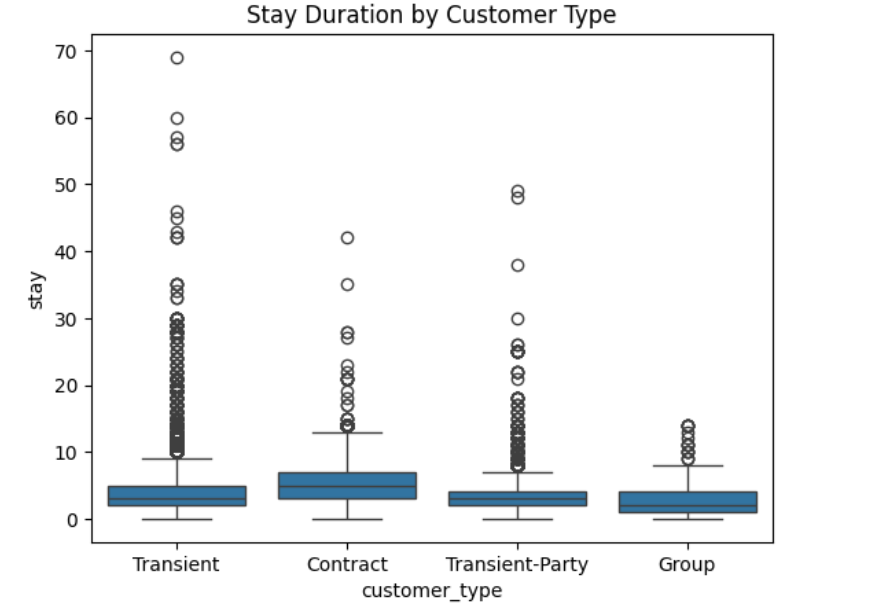 Stay Duration by Customer Type
70
60
50
40
30
20
10
0
stay
Transient Contract Transient-Party Group
customer_type